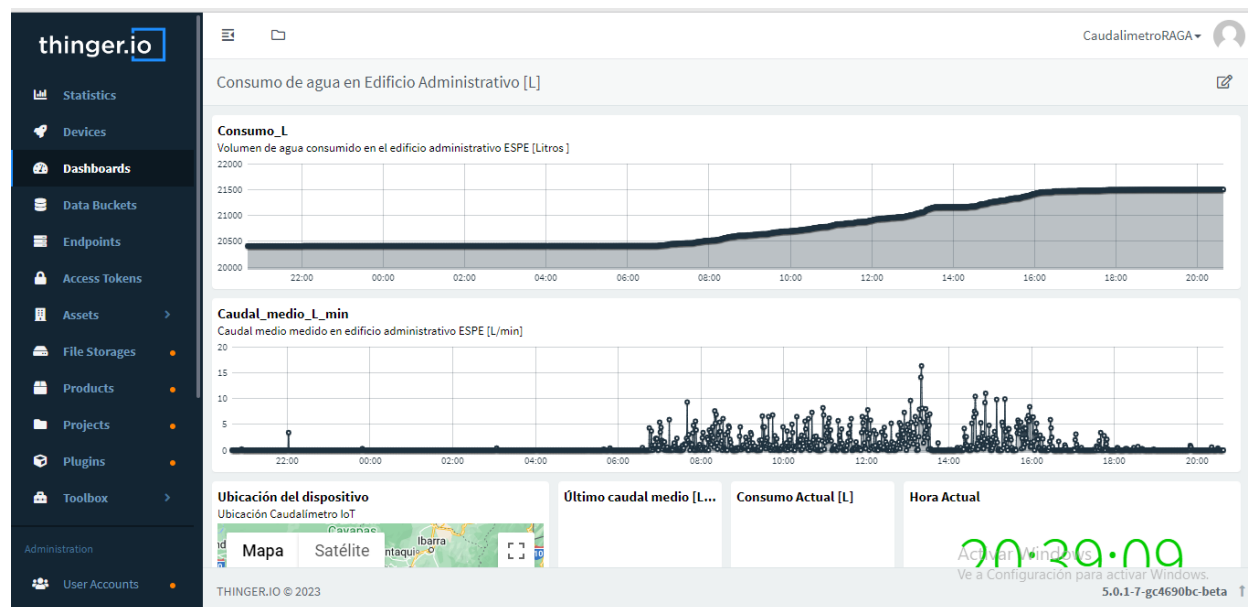 thinger.io
CaudalimetroRAGA
Statistics
Devices
Dashboards
Data Buckets
Endpoints
Access Tokens
Assets
File Storages
Products
Projects
Plugins
Toolbox
Administration
User Accounts
Consumo de agua en Edificio Administrativo [L]
Consumo_L
Volumen de agua consumido en el edificio administrativo ESPE [Litros ]
22000
21500
21000
20500
20000
22:00 00:00 02:00 04:00 06:00 08:00 10:00 12:00 14:00 16:00 18:00 20:00
Caudal_medio_L_min
Caudal medio medido en edificio administrativo ESPE [L/min]
20
15
10
5
0
22:00 00:00 02:00 04:00 06:00 08:00 10:00 12:00 14:00 16:00 18:00 20:00
Ubicación del dispositivo
Ubicación Caudalímetro IoT
Mapa Satélite
Ibarra
10
Último caudal medio [L...
Consumo Actual [L]
Hora Actual
20:39:09
Activar Windows
Ve a Configuración para activar Windows.
THINGER.IO © 2023
5.0.1-7-gc4690bc-beta